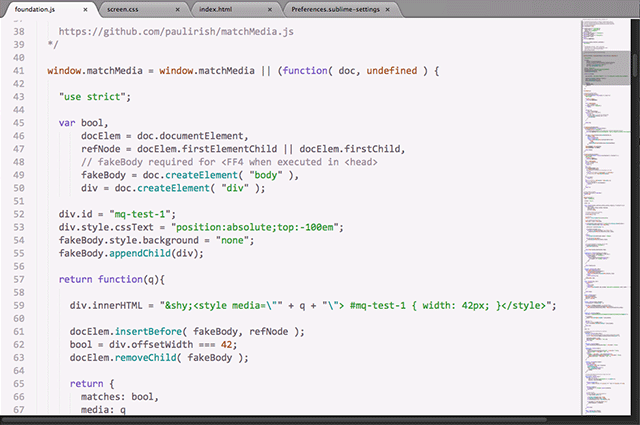 foundation.js × screen.css × index.html × Preferences.sublime-settings ×
38 https://github.com/paulirish/matchMedia.js
39 */
40
41 window.matchMedia = window.matchMedia || (function( doc, undefined ) {
42
43 "use strict";
44
45 var bool,
46 docElem = doc.documentElement,
47 refNode = docElem.firstElementChild || docElem.firstChild,
48 // fakeBody required for <FF4 when executed in <head>
49 fakeBody = doc.createElement( "body" ),
50 div = doc.createElement( "div" );
51
52 div.id = "mq-test-1";
53 div.style.cssText = "position:absolute;top:-100em";
54 fakeBody.style.background = "none";
55 fakeBody.appendChild(div);
56
57 return function(q){
58
59 div.innerHTML = "&shy;<style media=\"" + q + "\"> #mq-test-1 { width: 42px; }</style>";
60
61 docElem.insertBefore( fakeBody, refNode );
62 bool = div.offsetWidth === 42;
63 docElem.removeChild( fakeBody );
64
65 return {
66 matches: bool,
67 media: q